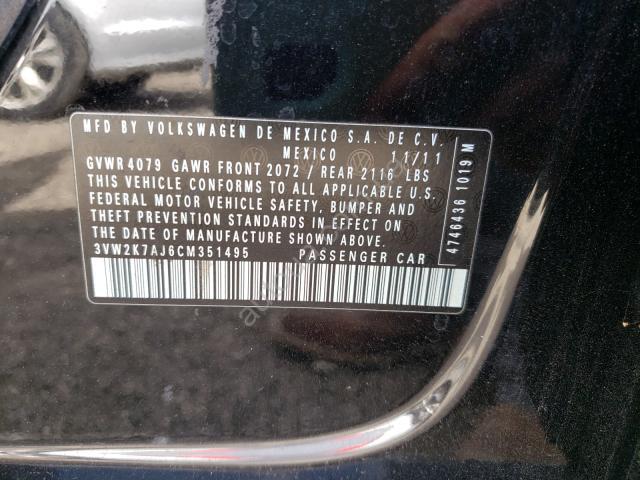 MFD BY VOLKSWAGEN DE MEXICO S.A. DE C.V.
MEXICO 11/11
GVWR 4079 GAWR FRONT 2072 / REAR 2116 LBS
THIS VEHICLE CONFORMS TO ALL APPLICABLE U.S.
FEDERAL MOTOR VEHICLE SAFETY, BUMPER AND
THEFT PREVENTION STANDARDS IN EFFECT ON
THE DATE OF MANUFACTURE SHOWN ABOVE.
3VW2K7AJ6CM351495 PASSENGER CAR
4746436 1019 M